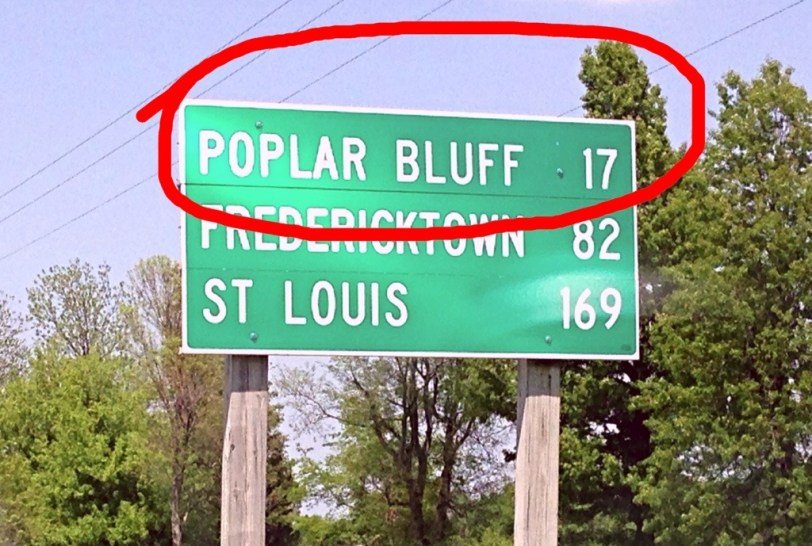 POPLAR BLUFF 17
FREDERICKTOWN 82
ST LOUIS 169